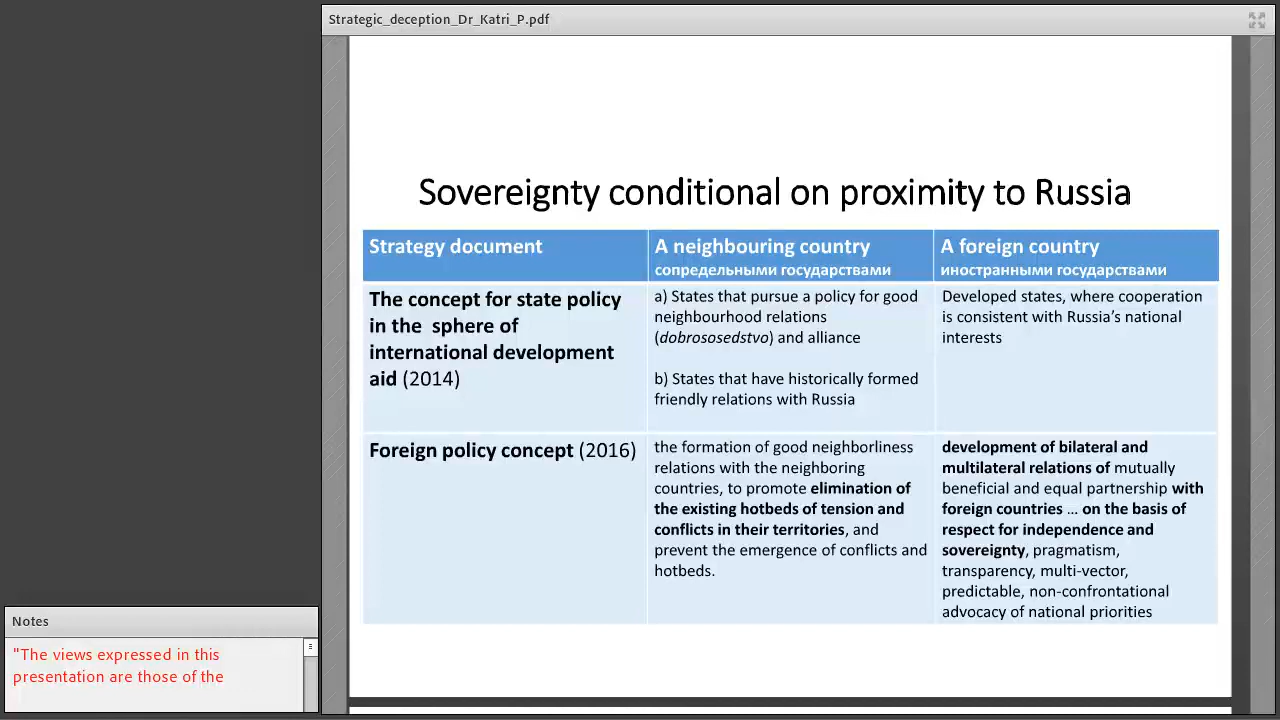 Strategic_deception_Dr_Katri_P.pdf
Sovereignty conditional on proximity to Russia
Strategy document
A neighbouring country
сопредельными государствами
A foreign country
иностранными государствами
The concept for state policy
in the sphere of
international development
aid (2014)
a) States that pursue a policy for good
neighbourhood relations
(dobrososedstvo) and alliance
b) States that have historically formed
friendly relations with Russia
Developed states, where cooperation
is consistent with Russia’s national
interests
Foreign policy concept (2016)
the formation of good neighborliness
relations with the neighboring
countries, to promote elimination of
the existing hotbeds of tension and
conflicts in their territories, and
prevent the emergence of conflicts and
hotbeds.
development of bilateral and
multilateral relations of mutually
beneficial and equal partnership with
foreign countries … on the basis of
respect for independence and
sovereignty, pragmatism,
transparency, multi-vector,
predictable, non-confrontational
advocacy of national priorities
Notes
"The views expressed in this
presentation are those of the